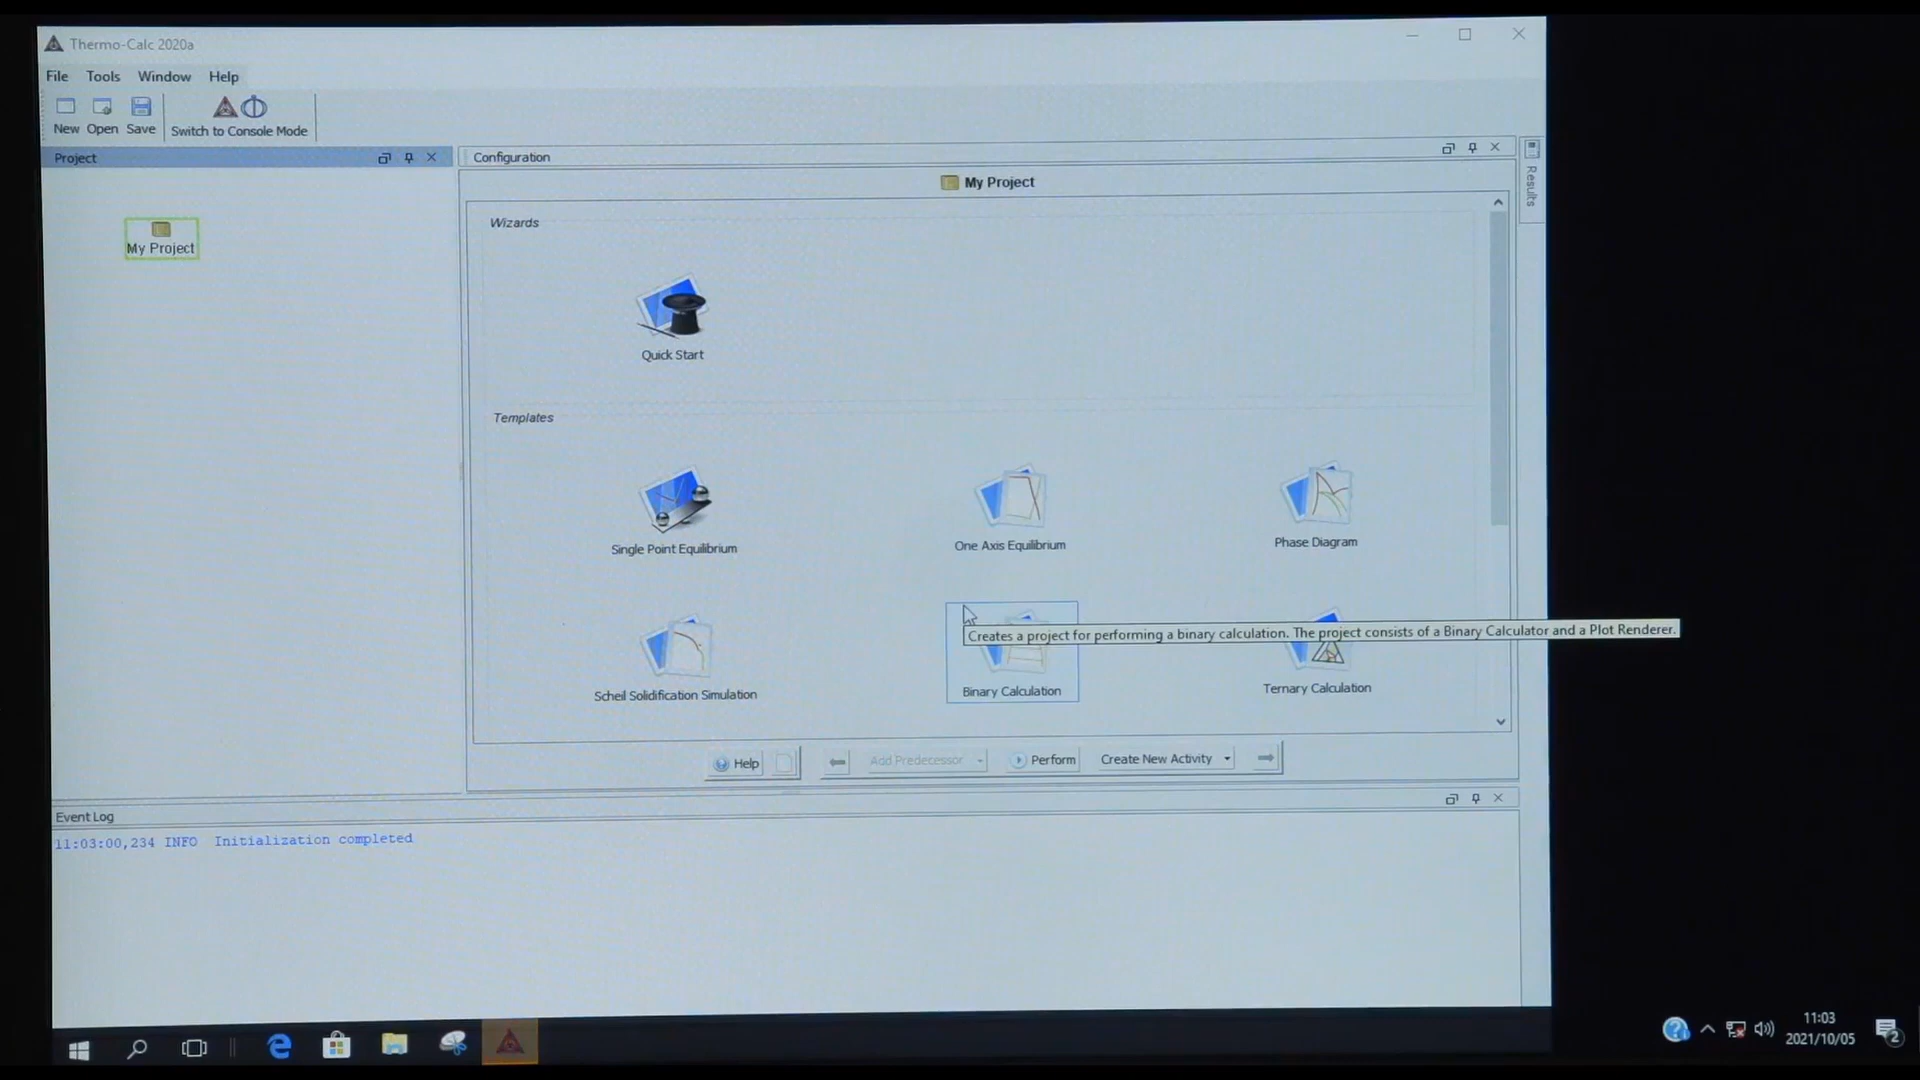 Thermo-Calc 2020a
File Tools Window Help
New Open Save Switch to Console Mode
Project
Configuration
My Project
My Project
Results
Wizards
Quick Start
Templates
Single Point Equilibrium
One Axis Equilibrium
Phase Diagram
Creates a project for performing a binary calculation. The project consists of a Binary Calculator and a Plot Renderer.
Scheil Solidification Simulation
Binary Calculation
Ternary Calculation
Help
Add Predecessor
Perform
Create New Activity
Event Log
11:03:00,234 INFO Initialization completed
11:03
2021/10/05
2